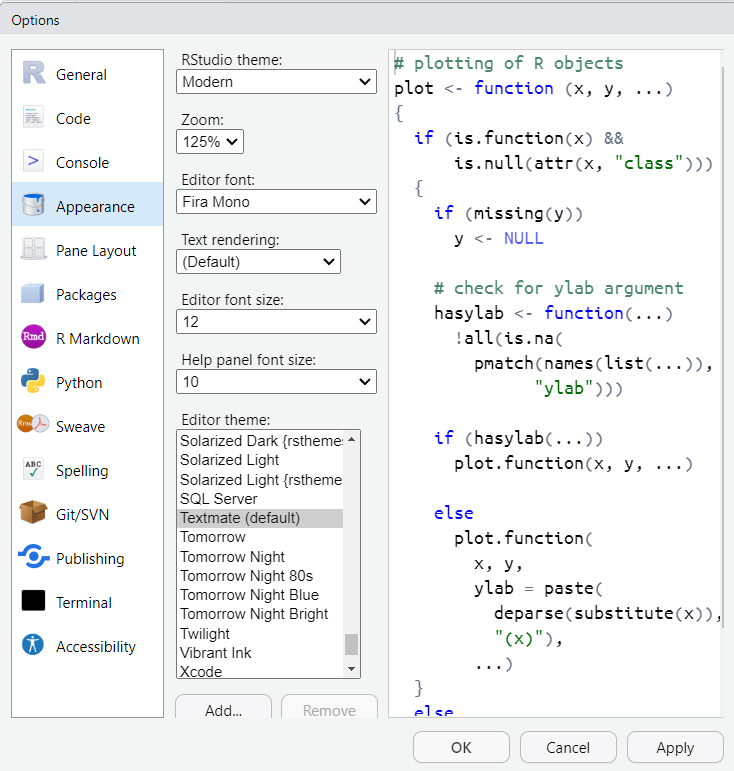 Options
General
Code
Console
Appearance
Pane Layout
Packages
Rmd R Markdown
Python
Rnw Sweave
ABC Spelling
Git/SVN
Publishing
Terminal
Accessibility
RStudio theme:
Modern
Zoom:
125%
Editor font:
Fira Mono
Text rendering:
(Default)
Editor font size:
12
Help panel font size:
10
Editor theme:
Solarized Dark {rstheme
Solarized Light
Solarized Light {rstheme
SQL Server
Textmate (default)
Tomorrow
Tomorrow Night
Tomorrow Night 80s
Tomorrow Night Blue
Tomorrow Night Bright
Twilight
Vibrant Ink
Xcode
Add...
Remove
# plotting of R objects
plot <- function (x, y, ...)
{
  if (is.function(x) &&
      is.null(attr(x, "class")))
  {
    if (missing(y))
      y <- NULL
    # check for ylab argument
    hasylab <- function(...)
      !all(is.na(
        pmatch(names(list(...)),
              "ylab")))
    if (hasylab(...))
      plot.function(x, y, ...)
    else
      plot.function(
        x, y,
        ylab = paste(
          deparse(substitute(x)),
          "(x)"),
        ...)
  }
  else
OK
Cancel
Apply